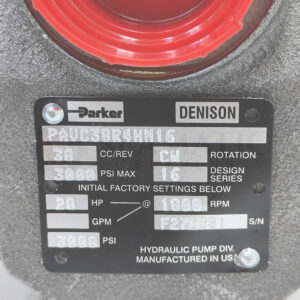 Parker DENISON
PAVC38R4HM16
38 CC/REV CW ROTATION
3000 PSI MAX 16 DESIGN SERIES
INITIAL FACTORY SETTINGS BELOW
20 HP @ 1800 RPM
GPM S/N
3000 PSI
HYDRAULIC PUMP DIV.
MANUFACTURED IN USA